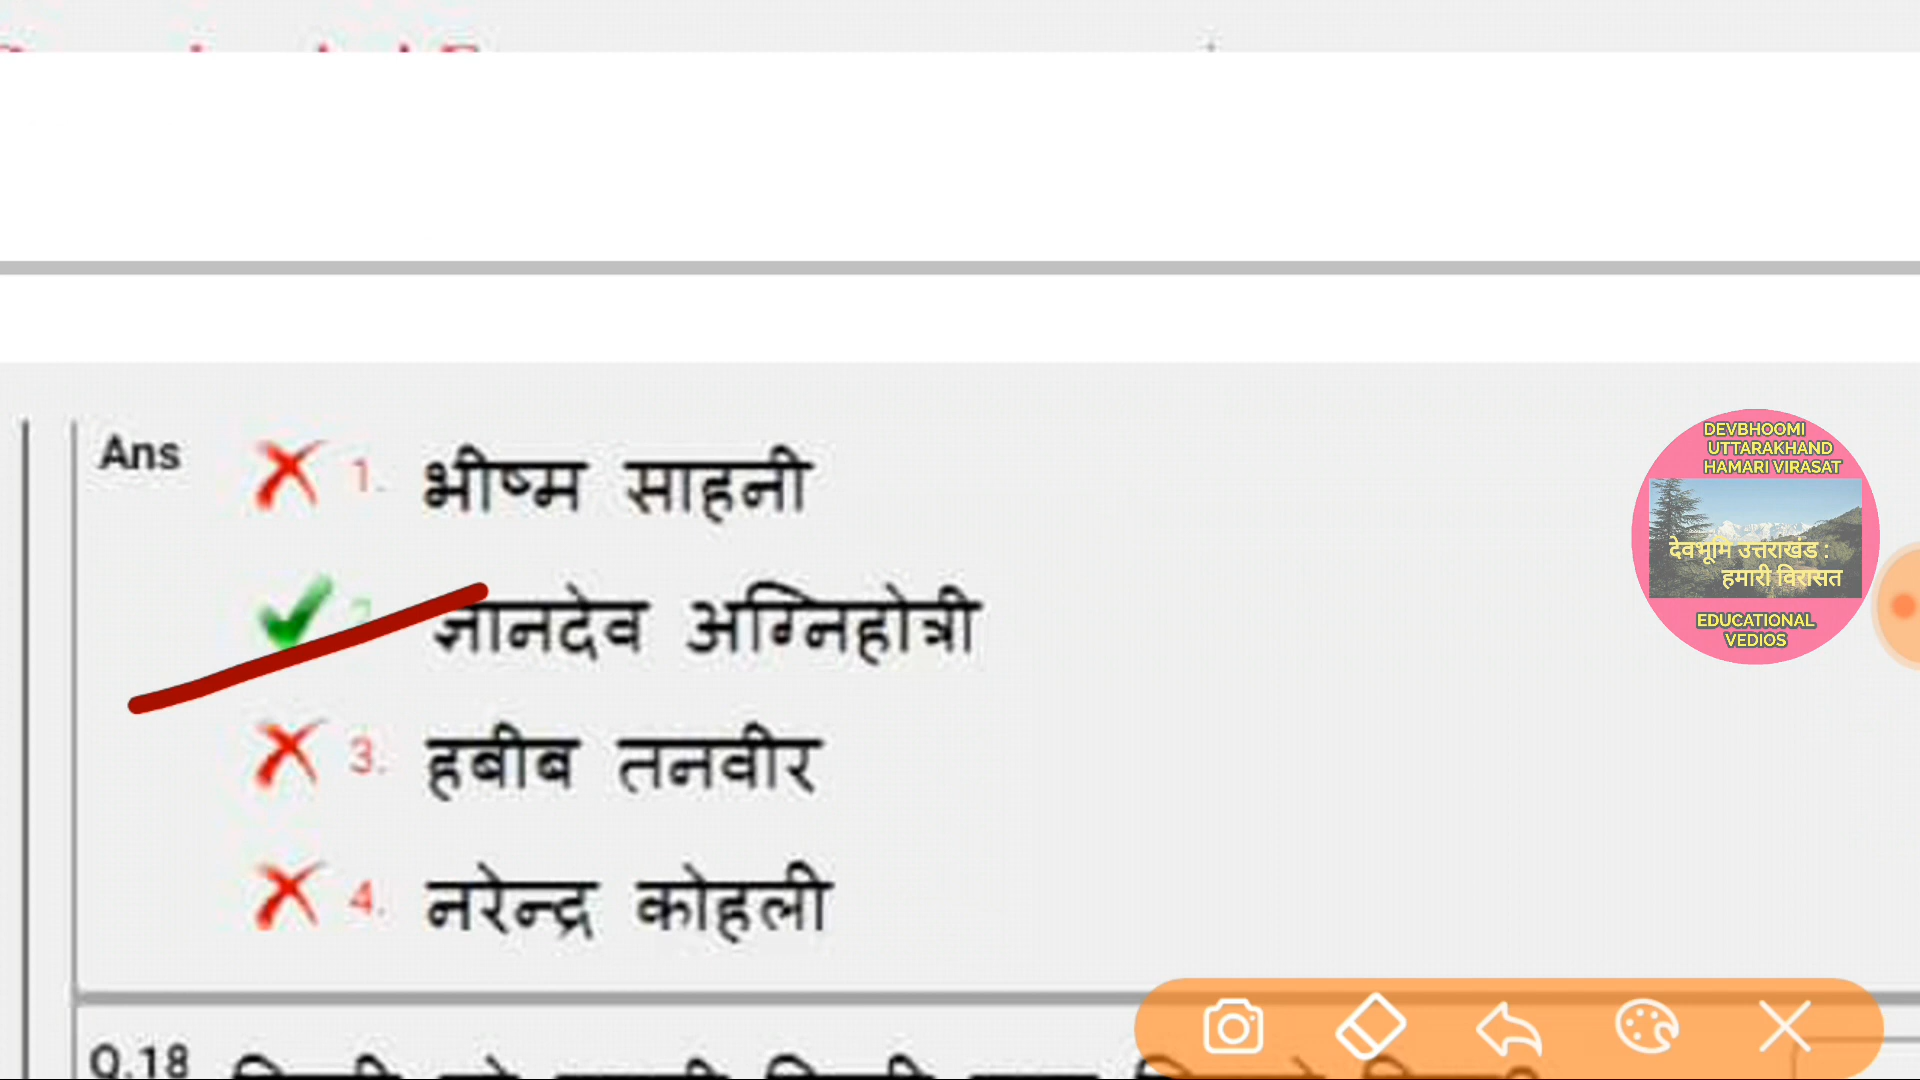 Ans 1. भीष्म साहनी
2. ज्ञानदेव अग्निहोत्री
3. हबीब तनवीर
4. नरेन्द्र कोहली
Q.18
DEVBHOOMI
UTTARAKHAND
HAMARI VIRASAT
देवभूमि उत्तराखंड :
हमारी विरासत
EDUCATIONAL
VEDIOS